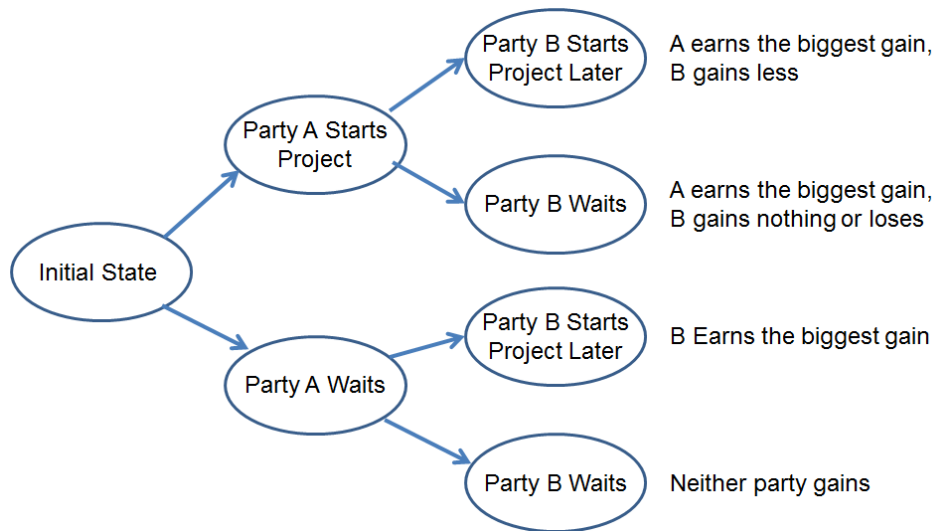 Party B Starts
Project Later
A earns the biggest gain,
B gains less
Party A Starts
Project
Party B Waits
A earns the biggest gain,
B gains nothing or loses
Initial State
Party B Starts
Project Later
B Earns the biggest gain
Party A Waits
Party B Waits
Neither party gains